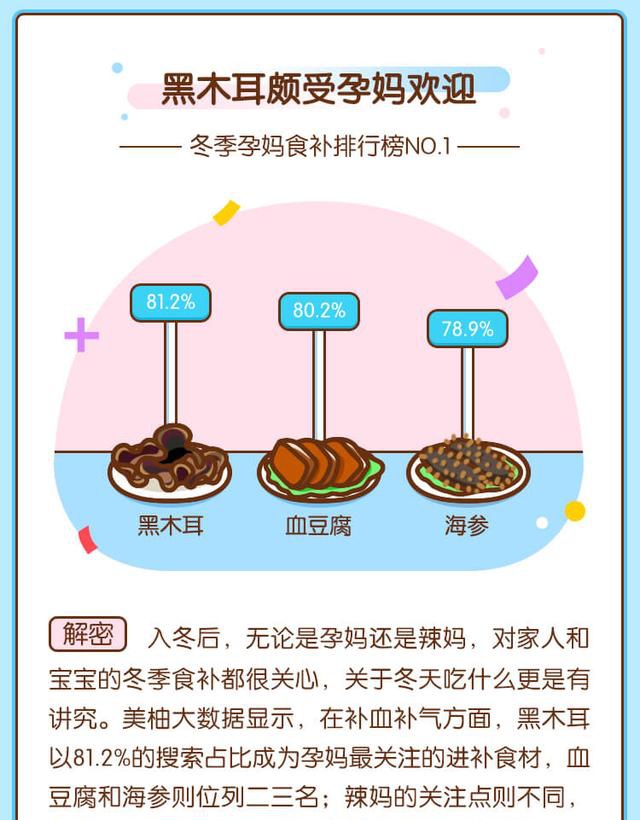 黑木耳颇受孕妈欢迎
冬季孕妈食补排行榜NO.1
81.2%
80.2%
78.9%
黑木耳
血豆腐
海参
解密 入冬后，无论是孕妈还是辣妈，对家人和
宝宝的冬季食补都很关心，关于冬天吃什么更是有
讲究。美柚大数据显示，在补血补气方面，黑木耳
以81.2%的搜索占比成为孕妈最关注的进补食材，血
豆腐和海参则位列二三名；辣妈的关注点则不同，